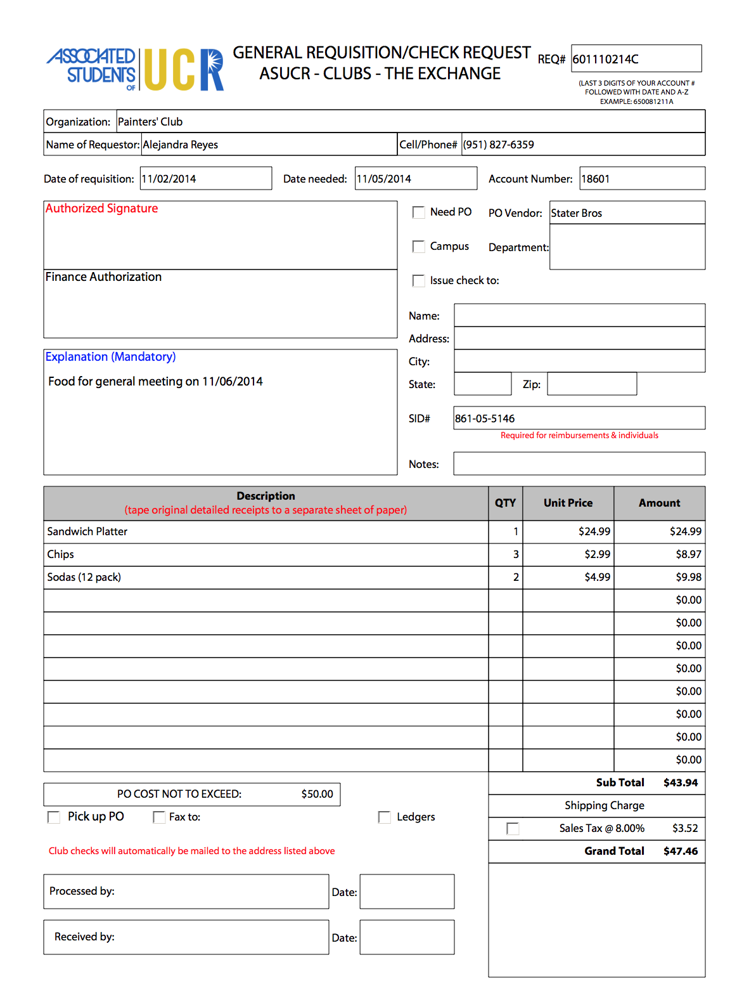 ASSOCIATED
STUDENTS
OF
UCR
GENERAL REQUISITION/CHECK REQUEST
ASUCR - CLUBS - THE EXCHANGE
REQ# 601110214C
(LAST 3 DIGITS OF YOUR ACCOUNT #
FOLLOWED WITH DATE AND A-Z
EXAMPLE: 650081211A
Organization: Painters' Club
Name of Requestor: Alejandra Reyes Cell/Phone# (951) 827-6359
Date of requisition: 11/02/2014 Date needed: 11/05/2014 Account Number: 18601
Authorized Signature
Need PO PO Vendor: Stater Bros
Campus Department:
Finance Authorization
Issue check to:
Name:
Address:
City:
State: Zip:
Explanation (Mandatory)
Food for general meeting on 11/06/2014
SID# 861-05-5146
Required for reimbursements & individuals
Notes:
Description
(tape original detailed receipts to a separate sheet of paper)
QTY Unit Price Amount
Sandwich Platter 1 $24.99 $24.99
Chips 3 $2.99 $8.97
Sodas (12 pack) 2 $4.99 $9.98
$0.00
$0.00
$0.00
$0.00
$0.00
$0.00
$0.00
$0.00
Sub Total $43.94
PO COST NOT TO EXCEED: $50.00
Shipping Charge
Pick up PO Fax to: Ledgers
Sales Tax @ 8.00% $3.52
Grand Total $47.46
Club checks will automatically be mailed to the address listed above
Processed by: Date:
Received by: Date: